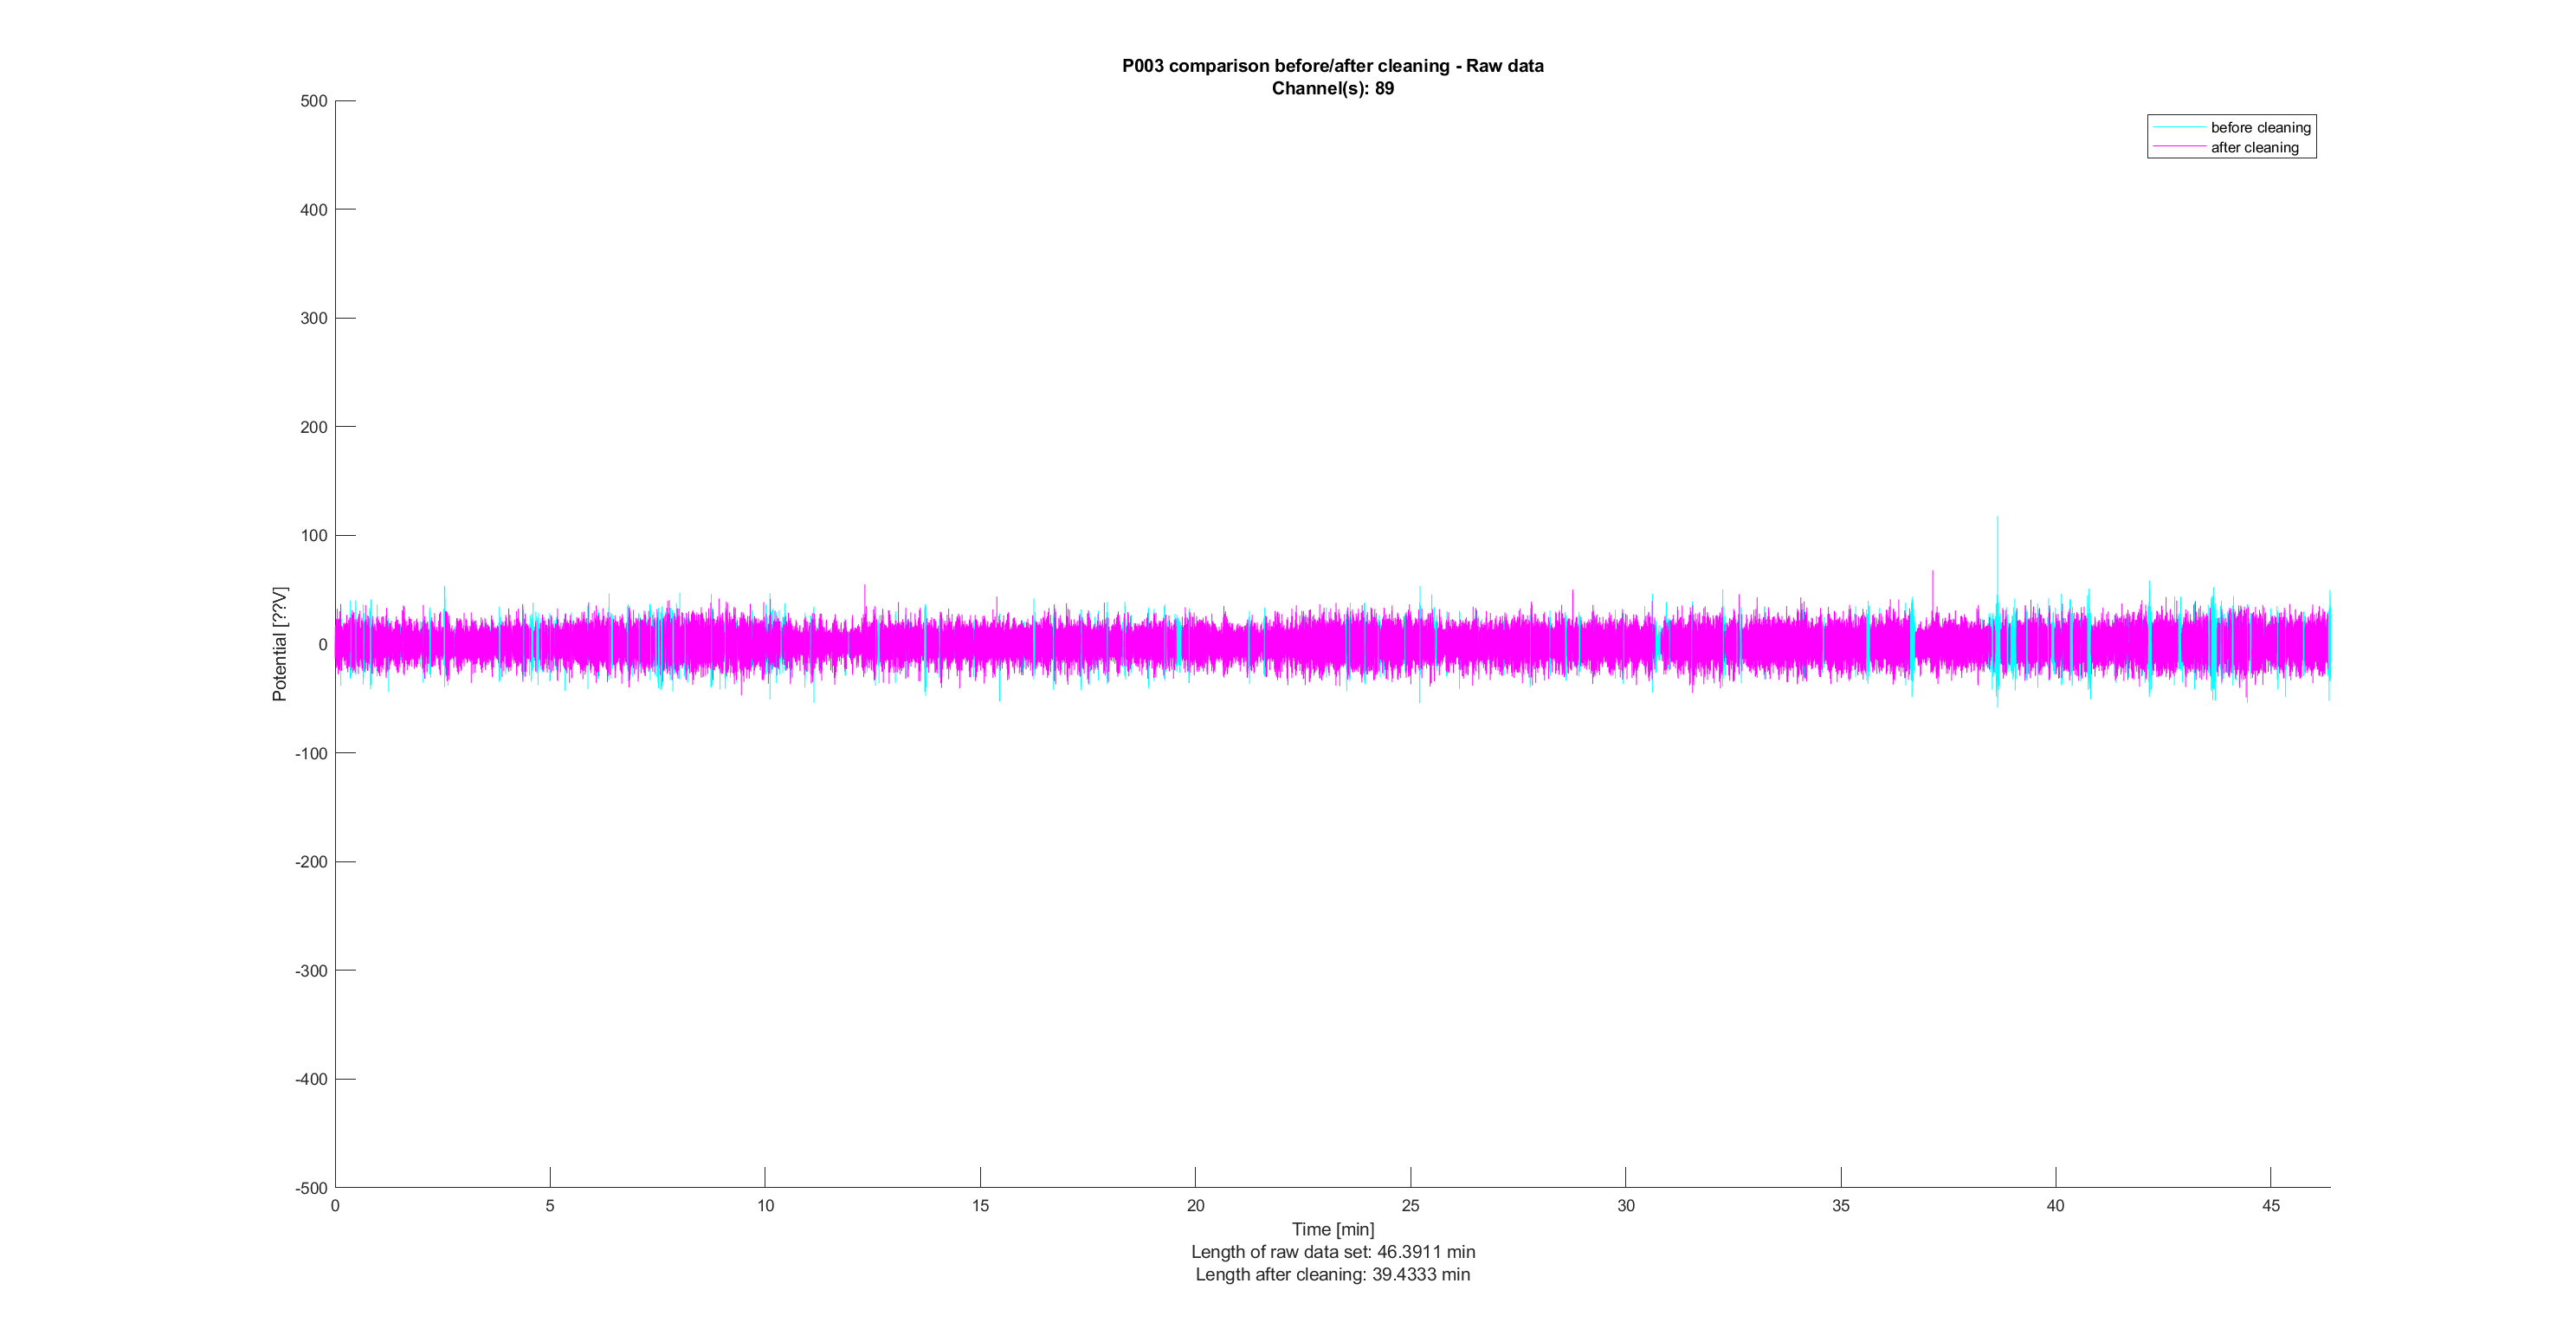 P003 comparison before/after cleaning - Raw data
Channel(s): 89
before cleaning
after cleaning
Potential [??V]
500
400
300
200
100
0
-100
-200
-300
-400
-500
0 5 10 15 20 25 30 35 40 45
Time [min]
Length of raw data set: 46.3911 min
Length after cleaning: 39.4333 min